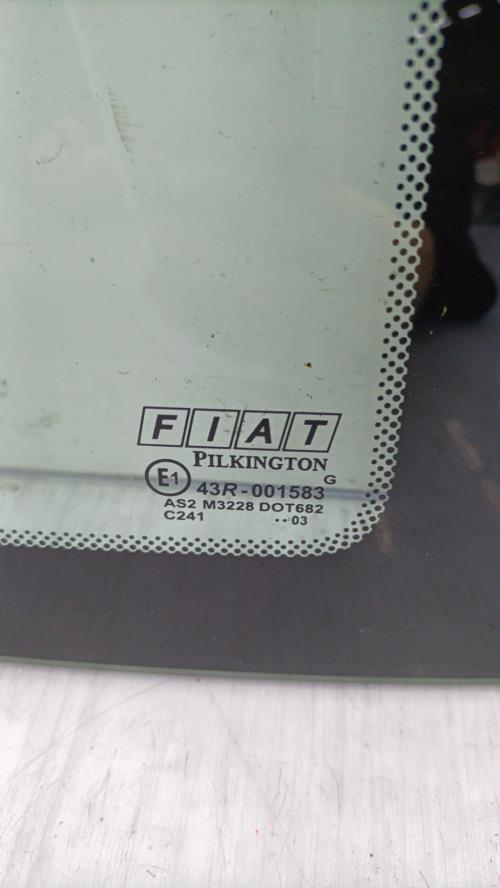 FIAT
PILKINGTON
G
E1 43R-001583
AS2 M3228 DOT682
C241 ..03